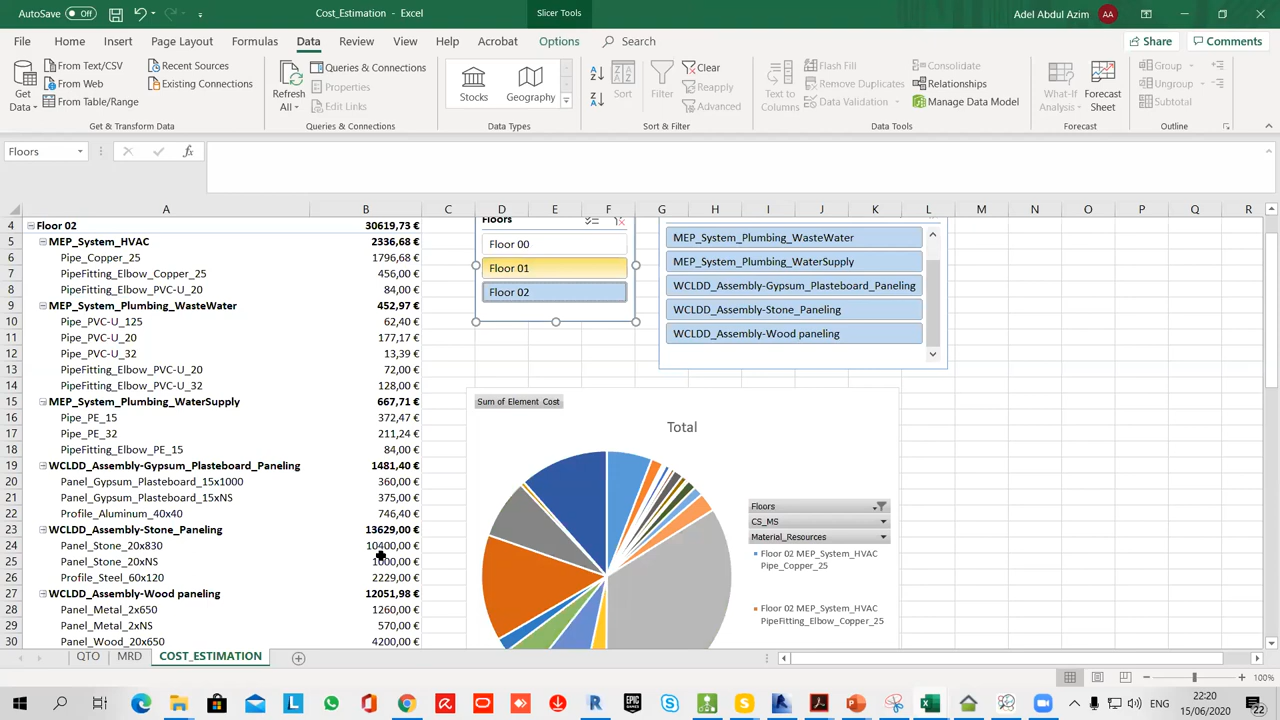 AutoSave Off
Cost_Estimation - Excel
Slicer Tools
Adel Abdul Azim AA
File Home Insert Page Layout Formulas Data Review View Help Acrobat Options Search Share Comments
Get Data
From Text/CSV
From Web
From Table/Range
Recent Sources
Existing Connections
Get & Transform Data
Refresh All
Queries & Connections
Properties
Edit Links
Queries & Connections
Stocks Geography
Data Types
Sort
Filter
Clear
Reapply
Advanced
Sort & Filter
Text to Columns
Flash Fill
Remove Duplicates
Data Validation
Consolidate
Relationships
Manage Data Model
Data Tools
What-If Analysis
Forecast Sheet
Forecast
Group
Ungroup
Subtotal
Outline
Floors
fx
A B C D E F G H I J K L M N O P Q R
4 Floor 02 30619,73 €
5 MEP_System_HVAC 2336,68 €
6 Pipe_Copper_25 1796,68 €
7 PipeFitting_Elbow_Copper_25 456,00 €
8 PipeFitting_Elbow_PVC-U_20 84,00 €
9 MEP_System_Plumbing_WasteWater 452,97 €
10 Pipe_PVC-U_125 62,40 €
11 Pipe_PVC-U_20 177,17 €
12 Pipe_PVC-U_32 13,39 €
13 PipeFitting_Elbow_PVC-U_20 72,00 €
14 PipeFitting_Elbow_PVC-U_32 128,00 €
15 MEP_System_Plumbing_WaterSupply 667,71 €
16 Pipe_PE_15 372,47 €
17 Pipe_PE_32 211,24 €
18 PipeFitting_Elbow_PE_15 84,00 €
19 WCLDD_Assembly-Gypsum_Plasteboard_Paneling 1481,40 €
20 Panel_Gypsum_Plasteboard_15x1000 360,00 €
21 Panel_Gypsum_Plasteboard_15xNS 375,00 €
22 Profile_Aluminum_40x40 746,40 €
23 WCLDD_Assembly-Stone_Paneling 13629,00 €
24 Panel_Stone_20x830 10400,00 €
25 Panel_Stone_20xNS 1000,00 €
26 Profile_Steel_60x120 2229,00 €
27 WCLDD_Assembly-Wood paneling 12051,98 €
28 Panel_Metal_2x650 1260,00 €
29 Panel_Metal_2xNS 570,00 €
30 Panel_Wood_20x650 4200,00 €
Floors
Floor 00
Floor 01
Floor 02
MEP_System_Plumbing_WasteWater
MEP_System_Plumbing_WaterSupply
WCLDD_Assembly-Gypsum_Plasteboard_Paneling
WCLDD_Assembly-Stone_Paneling
WCLDD_Assembly-Wood paneling
Sum of Element Cost
Total
Floors
CS_MS
Material_Resources
Floor 02 MEP_System_HVAC
Pipe_Copper_25
Floor 02 MEP_System_HVAC
PipeFitting_Elbow_Copper_25
QTO MRD COST_ESTIMATION
100%
ENG
22:20
15/06/2020
22